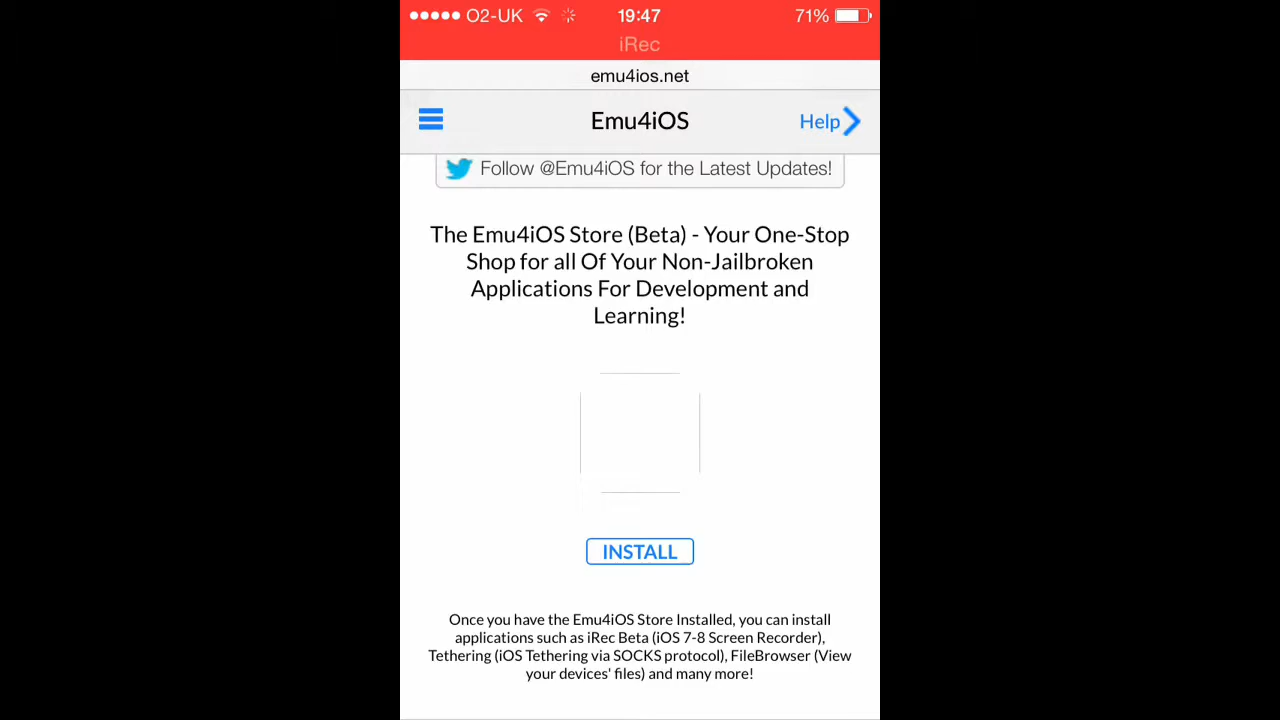 O2-UK 19:47 71%
iRec
emu4ios.net
Emu4iOS
Help
Follow @Emu4iOS for the Latest Updates!
The Emu4iOS Store (Beta) - Your One-Stop
Shop for all Of Your Non-Jailbroken
Applications For Development and
Learning!
INSTALL
Once you have the Emu4iOS Store Installed, you can install
applications such as iRec Beta (iOS 7-8 Screen Recorder),
Tethering (iOS Tethering via SOCKS protocol), FileBrowser (View
your devices' files) and many more!